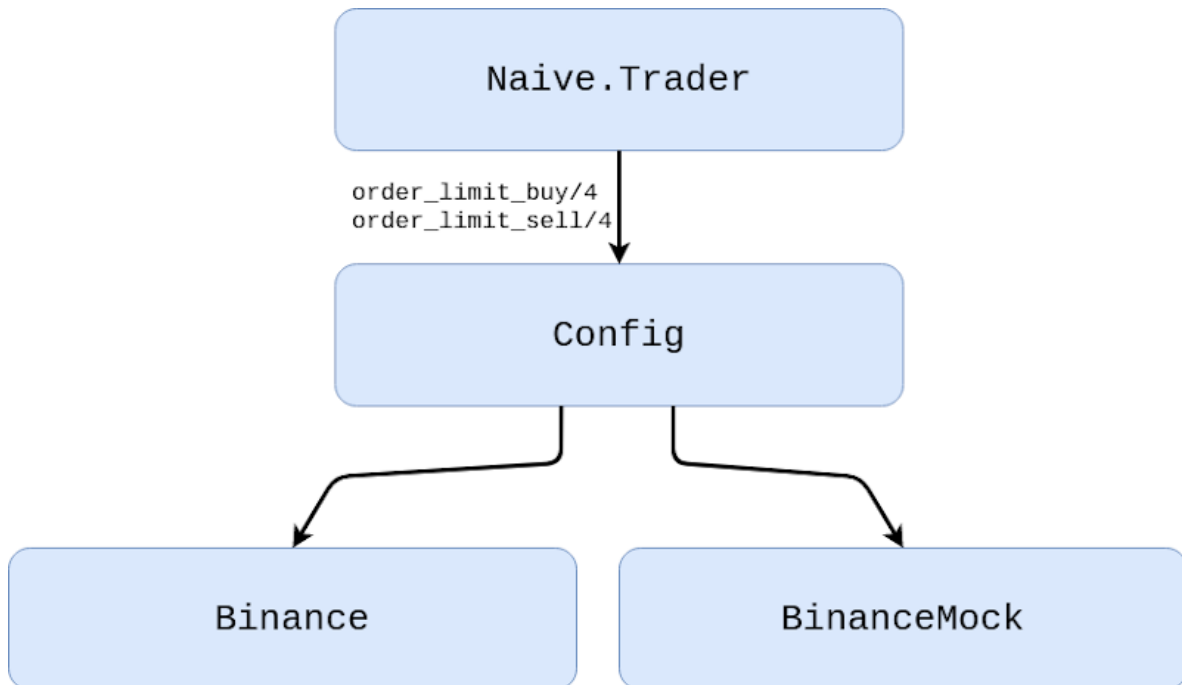 Naive.Trader
order_limit_buy/4
order_limit_sell/4
Config
Binance
BinanceMock